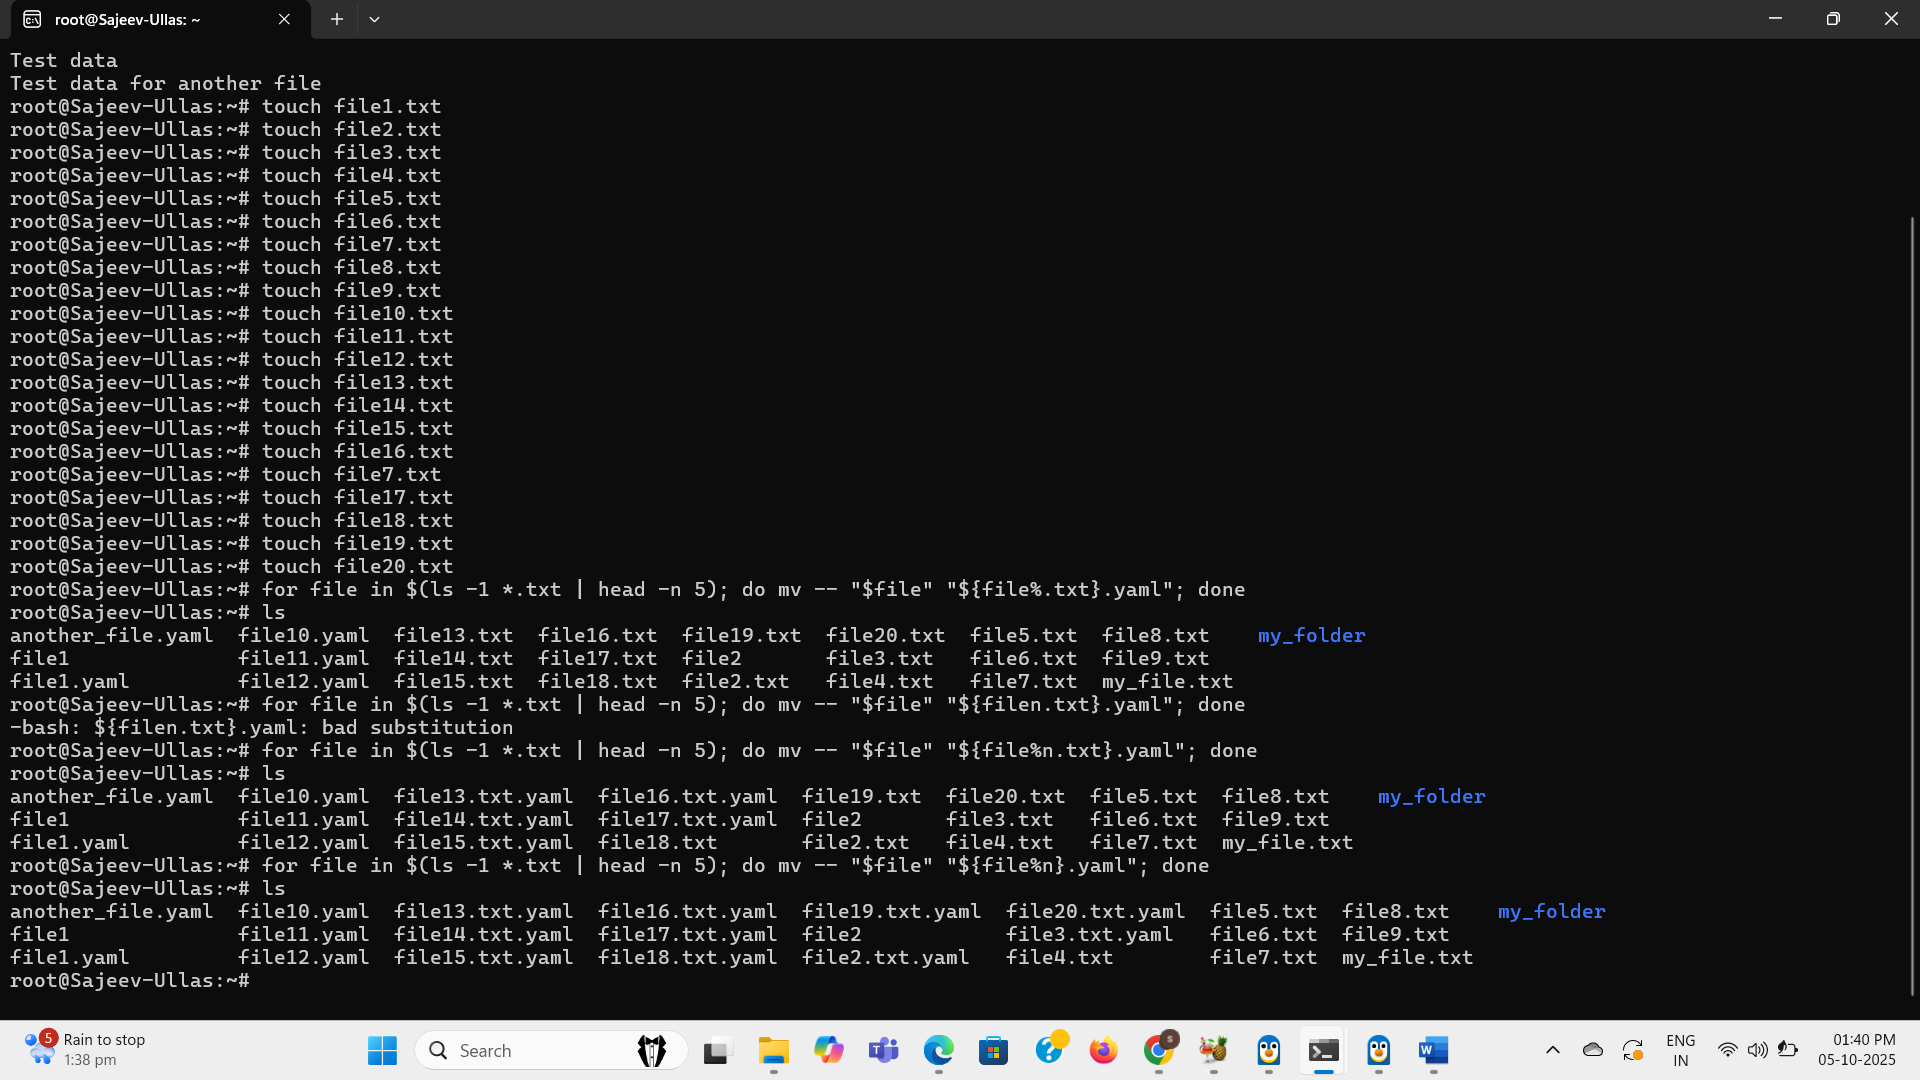 root@Sajeev-Ullas: ~
Test data
Test data for another file
root@Sajeev-Ullas:~# touch file1.txt
root@Sajeev-Ullas:~# touch file2.txt
root@Sajeev-Ullas:~# touch file3.txt
root@Sajeev-Ullas:~# touch file4.txt
root@Sajeev-Ullas:~# touch file5.txt
root@Sajeev-Ullas:~# touch file6.txt
root@Sajeev-Ullas:~# touch file7.txt
root@Sajeev-Ullas:~# touch file8.txt
root@Sajeev-Ullas:~# touch file9.txt
root@Sajeev-Ullas:~# touch file10.txt
root@Sajeev-Ullas:~# touch file11.txt
root@Sajeev-Ullas:~# touch file12.txt
root@Sajeev-Ullas:~# touch file13.txt
root@Sajeev-Ullas:~# touch file14.txt
root@Sajeev-Ullas:~# touch file15.txt
root@Sajeev-Ullas:~# touch file16.txt
root@Sajeev-Ullas:~# touch file7.txt
root@Sajeev-Ullas:~# touch file17.txt
root@Sajeev-Ullas:~# touch file18.txt
root@Sajeev-Ullas:~# touch file19.txt
root@Sajeev-Ullas:~# touch file20.txt
root@Sajeev-Ullas:~# for file in $(ls -1 *.txt | head -n 5); do mv -- "$file" "${file%.txt}.yaml"; done
root@Sajeev-Ullas:~# ls
another_file.yaml  file10.yaml  file13.txt  file16.txt  file19.txt  file20.txt  file5.txt  file8.txt    my_folder
file1              file11.yaml  file14.txt  file17.txt  file2       file3.txt   file6.txt  file9.txt
file1.yaml         file12.yaml  file15.txt  file18.txt  file2.txt   file4.txt   file7.txt  my_file.txt
root@Sajeev-Ullas:~# for file in $(ls -1 *.txt | head -n 5); do mv -- "$file" "${filen.txt}.yaml"; done
-bash: ${filen.txt}.yaml: bad substitution
root@Sajeev-Ullas:~# for file in $(ls -1 *.txt | head -n 5); do mv -- "$file" "${file%n.txt}.yaml"; done
root@Sajeev-Ullas:~# ls
another_file.yaml  file10.yaml  file13.txt.yaml  file16.txt.yaml  file19.txt  file20.txt  file5.txt  file8.txt    my_folder
file1              file11.yaml  file14.txt.yaml  file17.txt.yaml  file2       file3.txt   file6.txt  file9.txt
file1.yaml         file12.yaml  file15.txt.yaml  file18.txt       file2.txt   file4.txt   file7.txt  my_file.txt
root@Sajeev-Ullas:~# for file in $(ls -1 *.txt | head -n 5); do mv -- "$file" "${file%n}.yaml"; done
root@Sajeev-Ullas:~# ls
another_file.yaml  file10.yaml  file13.txt.yaml  file16.txt.yaml  file19.txt.yaml  file20.txt.yaml  file5.txt  file8.txt    my_folder
file1              file11.yaml  file14.txt.yaml  file17.txt.yaml  file2            file3.txt.yaml   file6.txt  file9.txt
file1.yaml         file12.yaml  file15.txt.yaml  file18.txt.yaml  file2.txt.yaml   file4.txt        file7.txt  my_file.txt
root@Sajeev-Ullas:~#
5 Rain to stop
1:38 pm
Search
ENG
IN
01:40 PM
05-10-2025